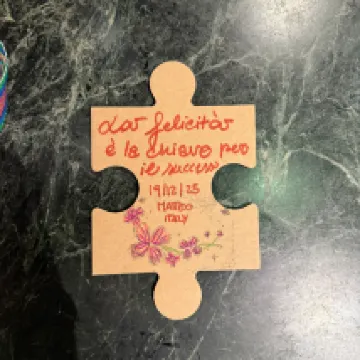 La felicità
è la chiave per
il successo
19/12/25
MATTEO
ITALY